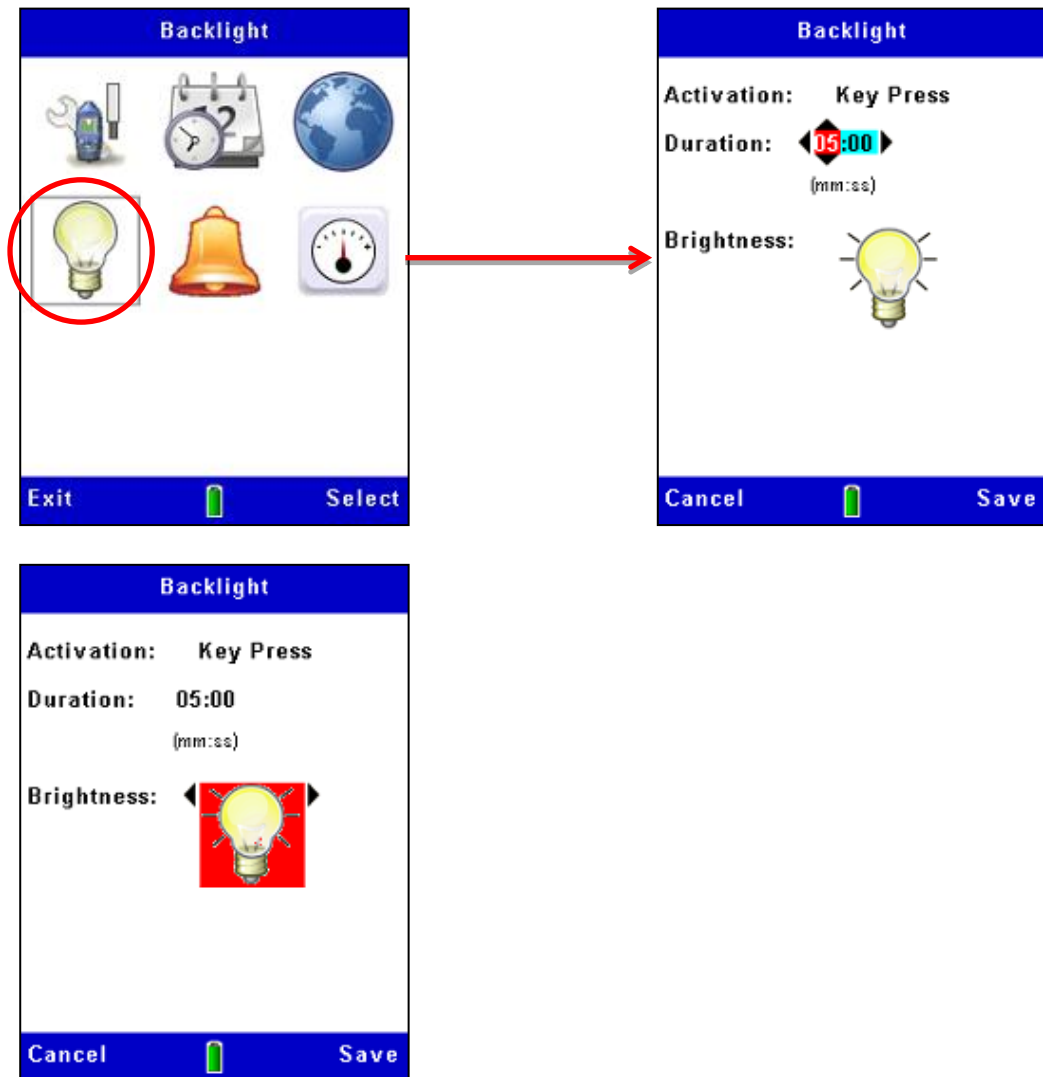 Backlight
12
Exit Select
Backlight
Activation: Key Press
Duration: 05:00
(mm:ss)
Brightness:
Cancel Save
Backlight
Activation: Key Press
Duration: 05:00
(mm:ss)
Brightness:
Cancel Save